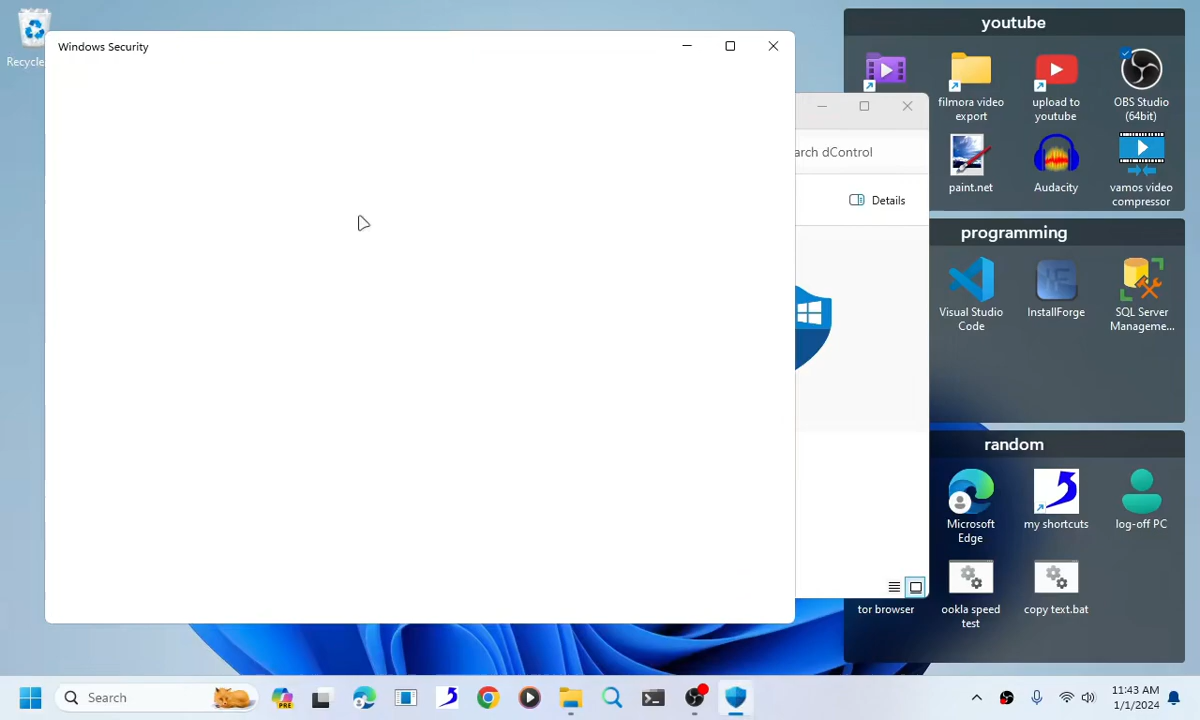 Recycle
Windows Security
arch dControl
Details
youtube
filmora video
export
upload to
youtube
OBS Studio
(64bit)
paint.net
Audacity
vamos video
compressor
programming
Visual Studio
Code
InstallForge
SQL Server
Manageme...
random
Microsoft
Edge
my shortcuts
log-off PC
tor browser
ookla speed
test
copy text.bat
Search
PRE
11:43 AM
1/1/2024